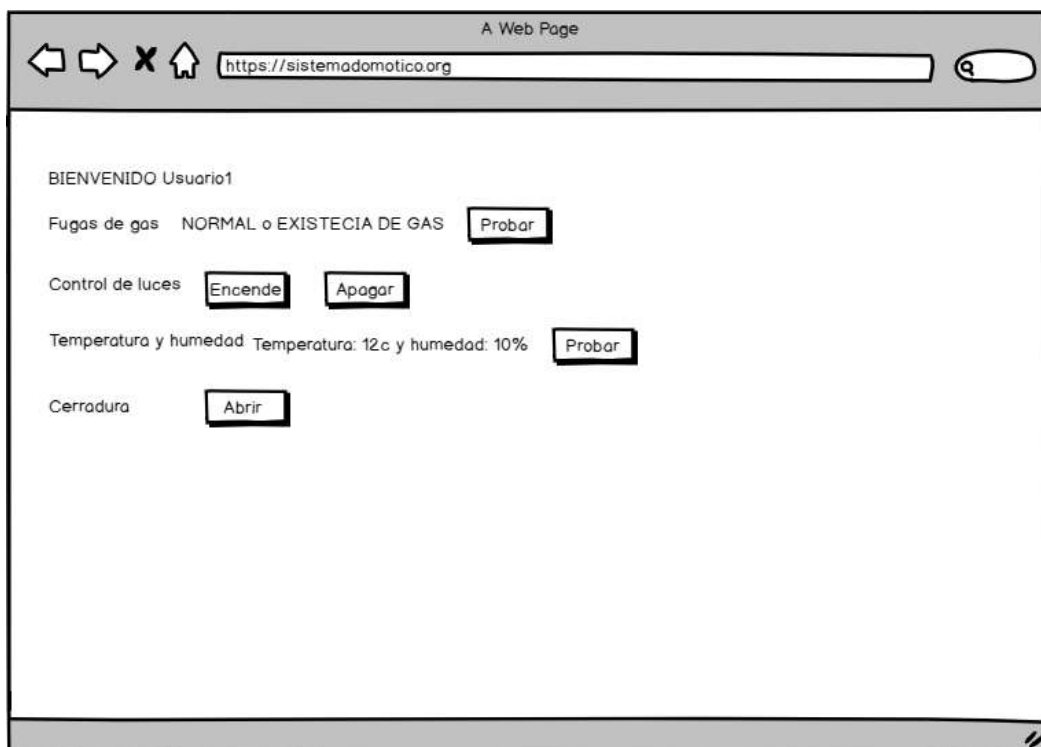 A Web Page
https://sistemadomotico.org
BIENVENIDO Usuario1
Fugas de gas NORMAL o EXISTECIA DE GAS Probar
Control de luces Encende Apagar
Temperatura y humedad Temperatura: 12c y humedad: 10% Probar
Cerradura Abrir